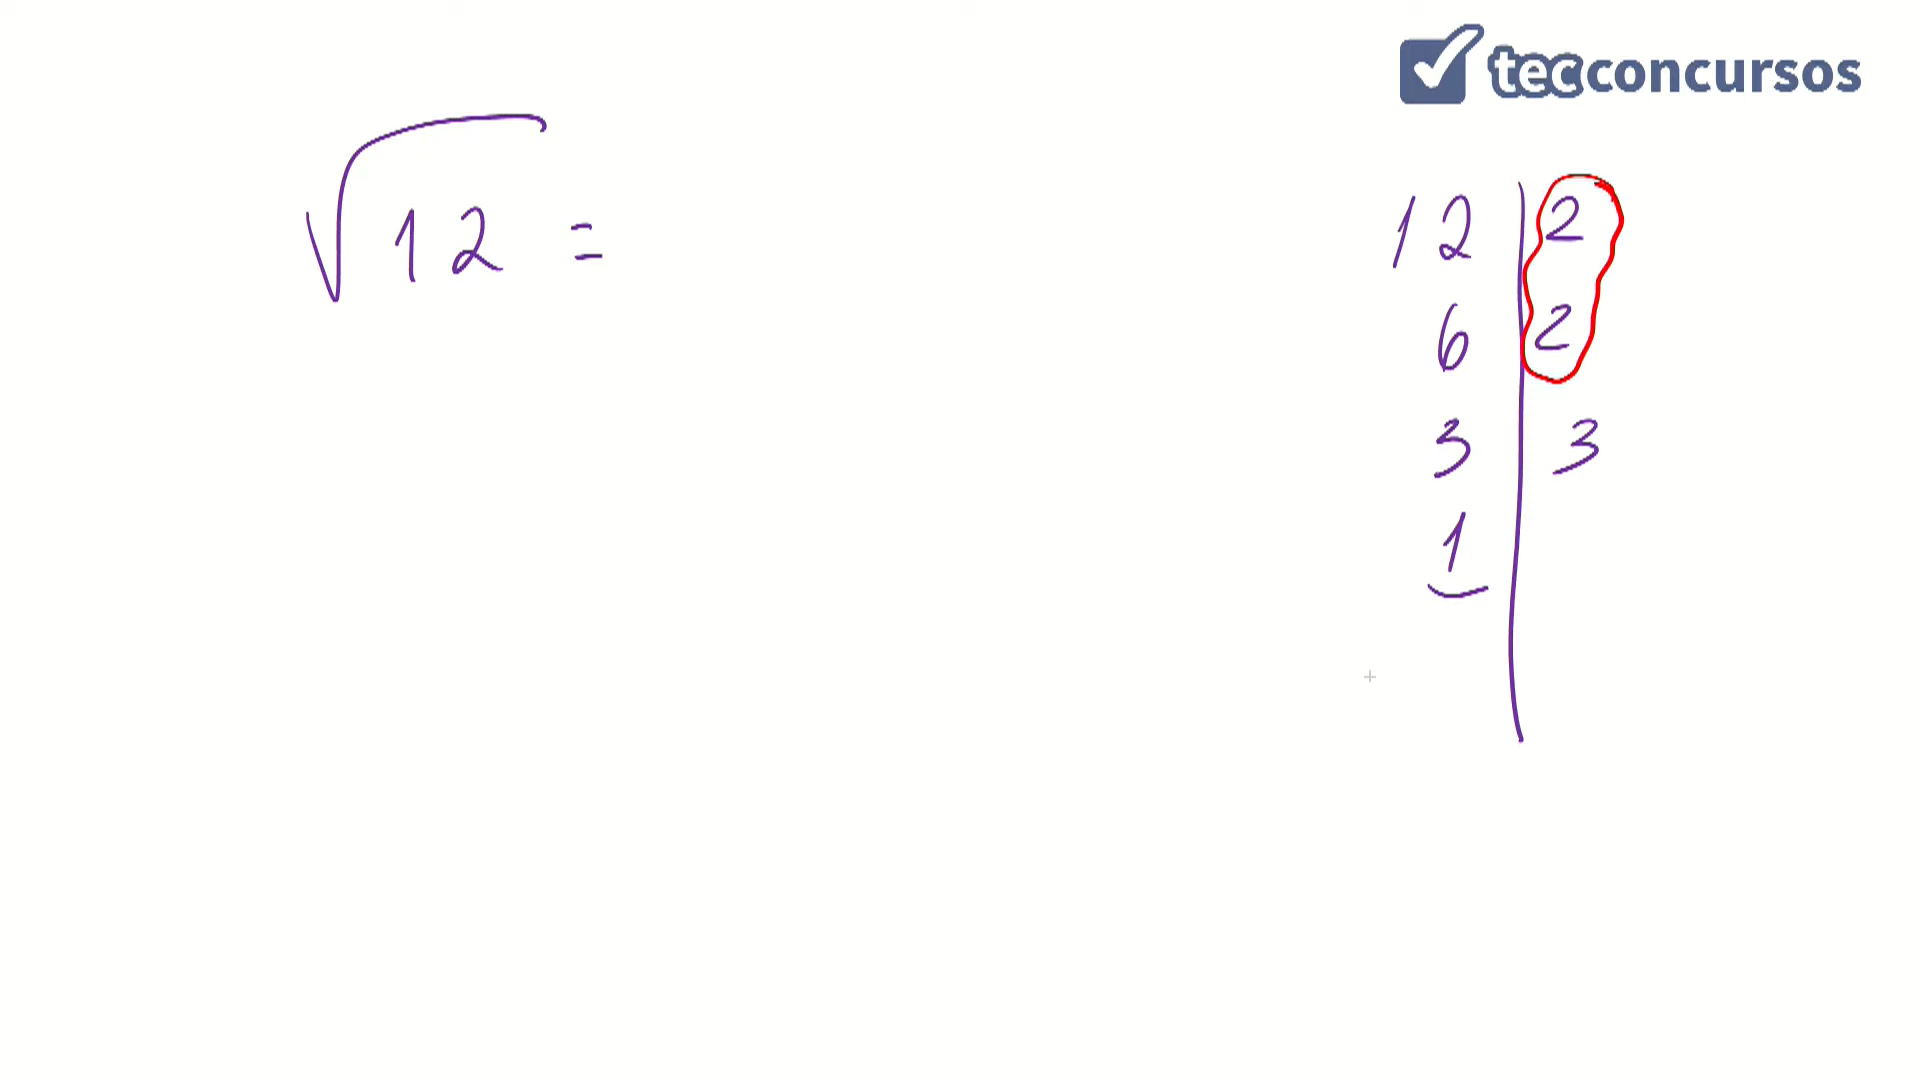 tecconcursos
√12 =
12 | 2
6 | 2
3 | 3
1